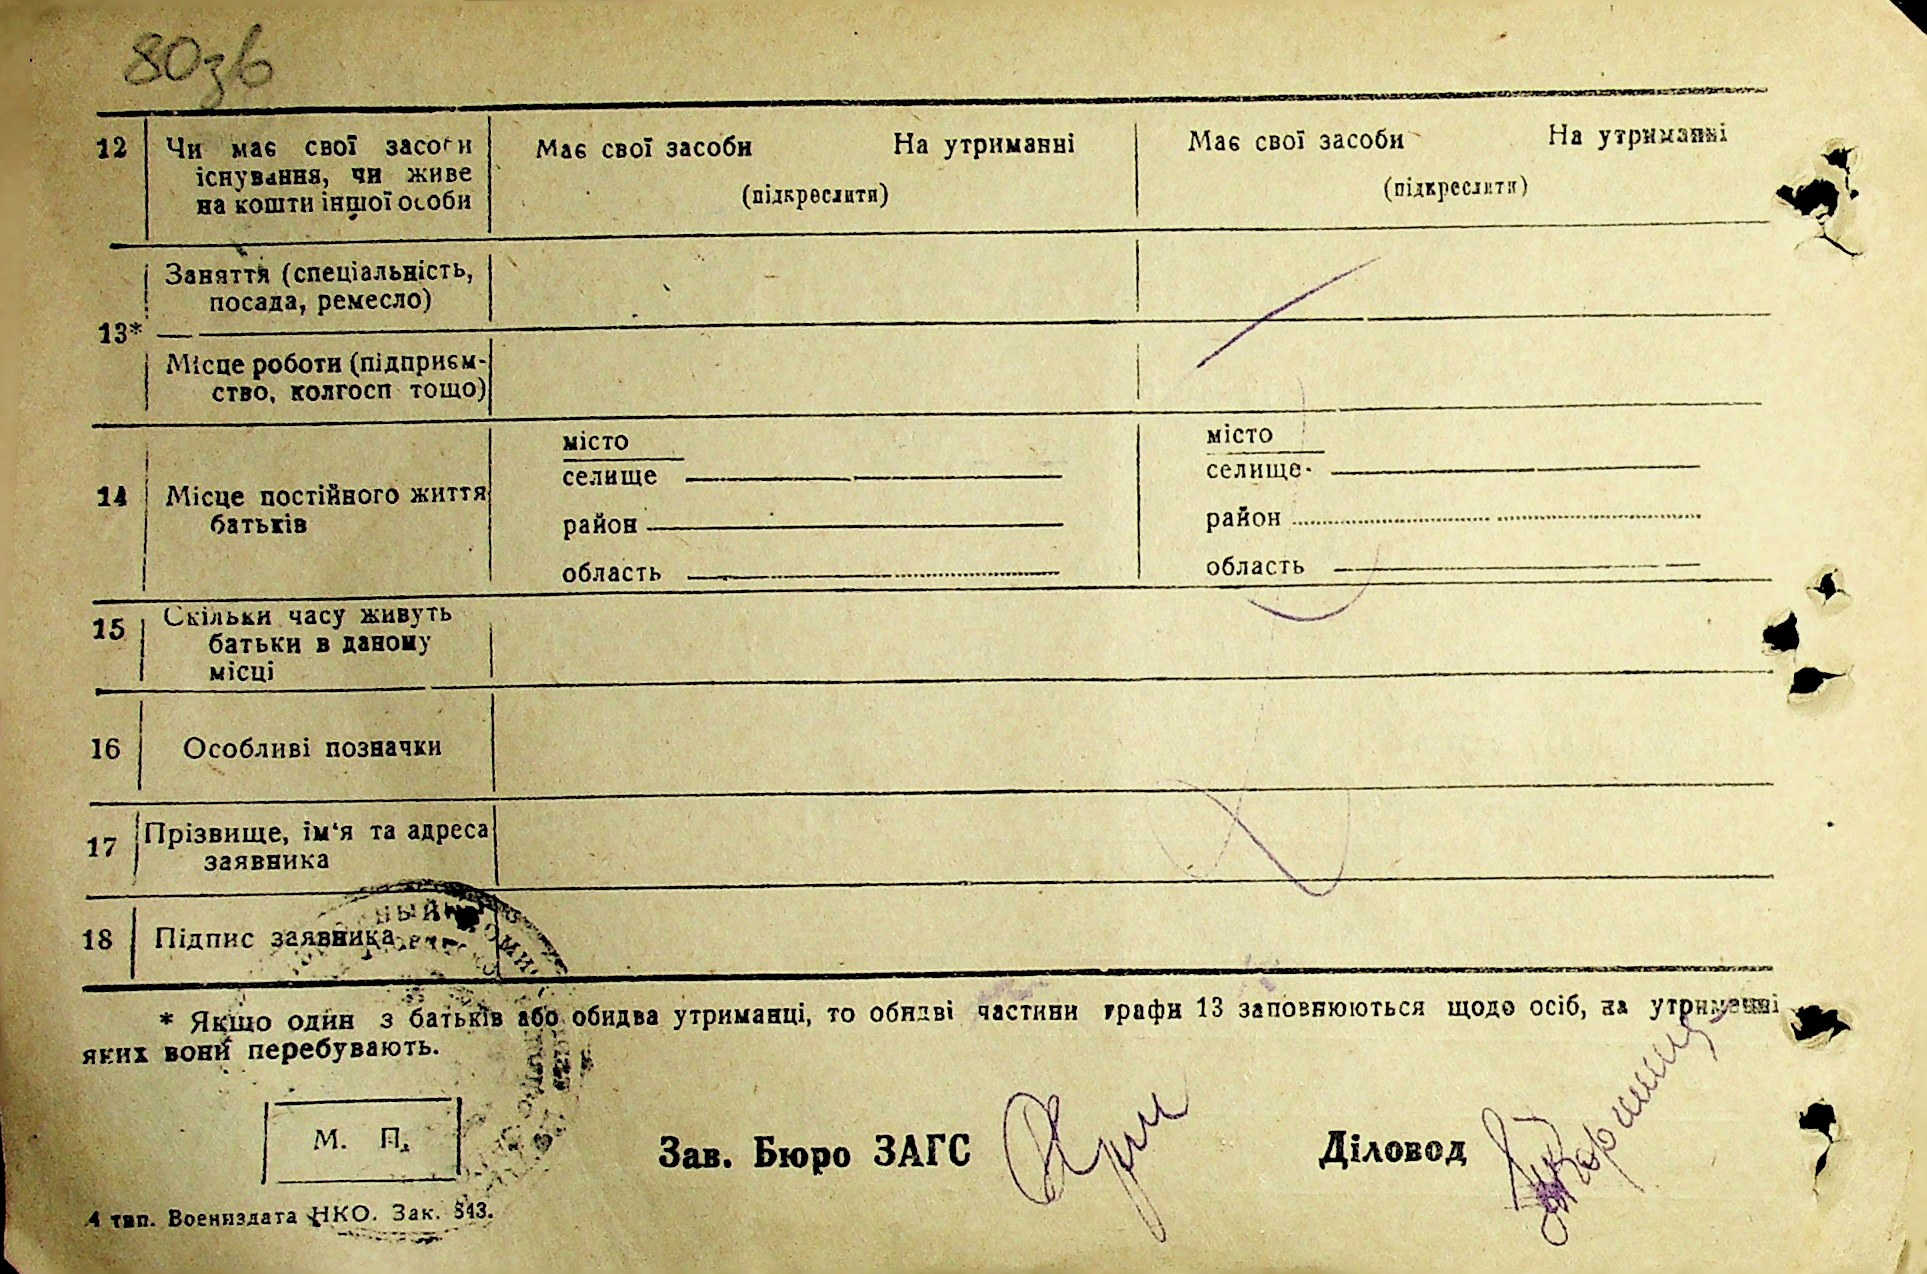 80зв
12 Чи має свої засоби Має свої засоби На утриманні Має свої засоби На утриманні
існування, чи живе
на кошти іншої особи (підкреслити) (підкреслити)
Заняття (спеціальність,
посада, ремесло)
13*
Місце роботи (підприєм-
ство, колгосп тощо)
місто місто
селище селище
14 Місце постійного життя
батьків
район район
область область
15 Скільки часу живуть
батьки в даному
місці
16 Особливі позначки
17 Прізвище, ім'я та адреса
заявника
18 Підпис заявника
* Якщо один з батьків або обидва утриманці, то обидві частини графи 13 заповнюються щодо осіб, на утриманні
яких вони перебувають.
М. П.
Зав. Бюро ЗАГС Діловод
4 тип. Воениздата НКО. Зак. 843.